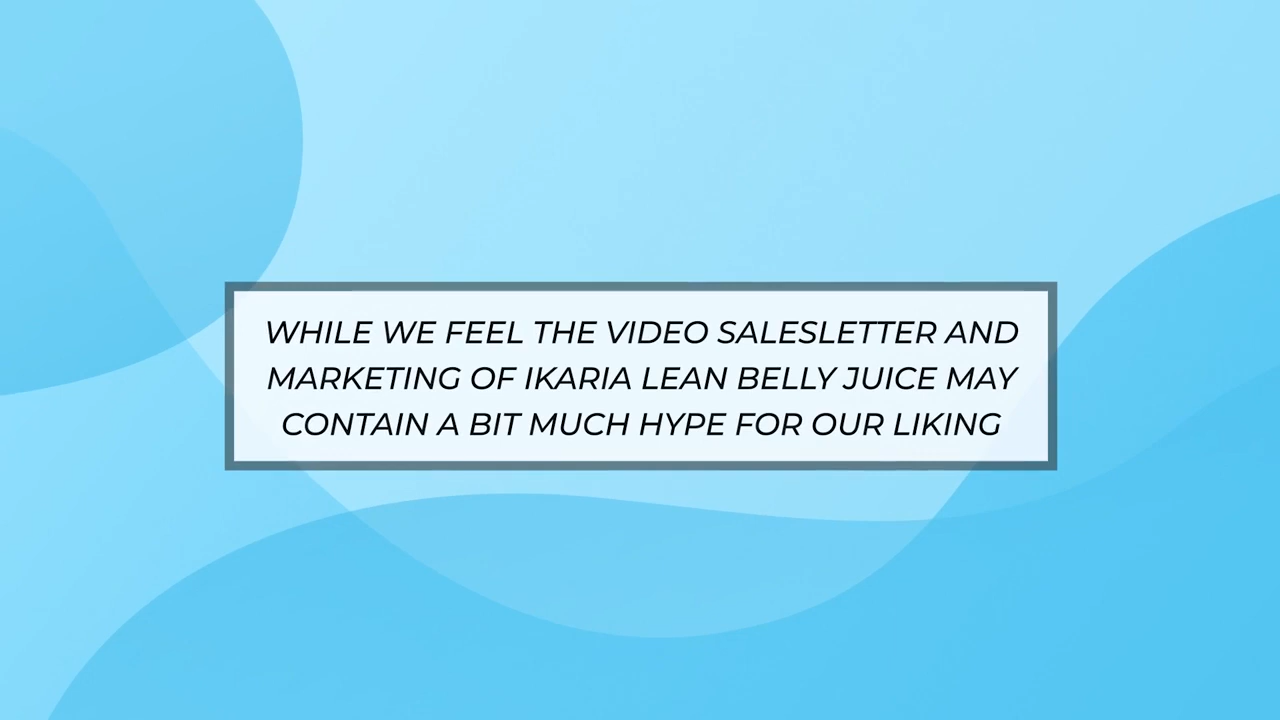 WHILE WE FEEL THE VIDEO SALESLETTER AND
MARKETING OF IKARIA LEAN BELLY JUICE MAY
CONTAIN A BIT MUCH HYPE FOR OUR LIKING